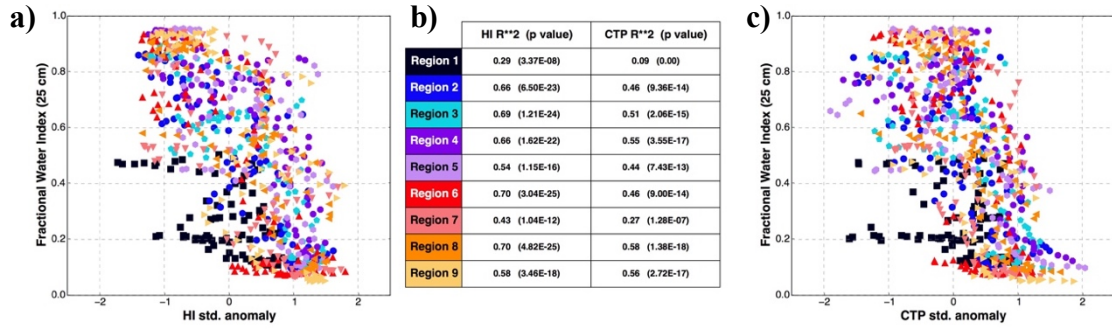 a)
1.0
0.8
0.6
0.4
0.2
0.0
−2
−1
0
1
2
Fractional Water Index (25 cm)
HI std. anomaly
b)
HI R**2 (p value) CTP R**2 (p value)
Region 1 0.29 (3.37E-08) 0.09 (0.00)
Region 2 0.66 (6.50E-23) 0.46 (9.36E-14)
Region 3 0.69 (1.21E-24) 0.51 (2.06E-15)
Region 4 0.66 (1.62E-22) 0.55 (3.55E-17)
Region 5 0.54 (1.15E-16) 0.44 (7.43E-13)
Region 6 0.70 (3.04E-25) 0.46 (9.00E-14)
Region 7 0.43 (1.04E-12) 0.27 (1.28E-07)
Region 8 0.70 (4.82E-25) 0.58 (1.38E-18)
Region 9 0.58 (3.46E-18) 0.56 (2.72E-17)
c)
1.0
0.8
0.6
0.4
0.2
0.0
−2
−1
0
1
2
Fractional Water Index (25 cm)
CTP std. anomaly